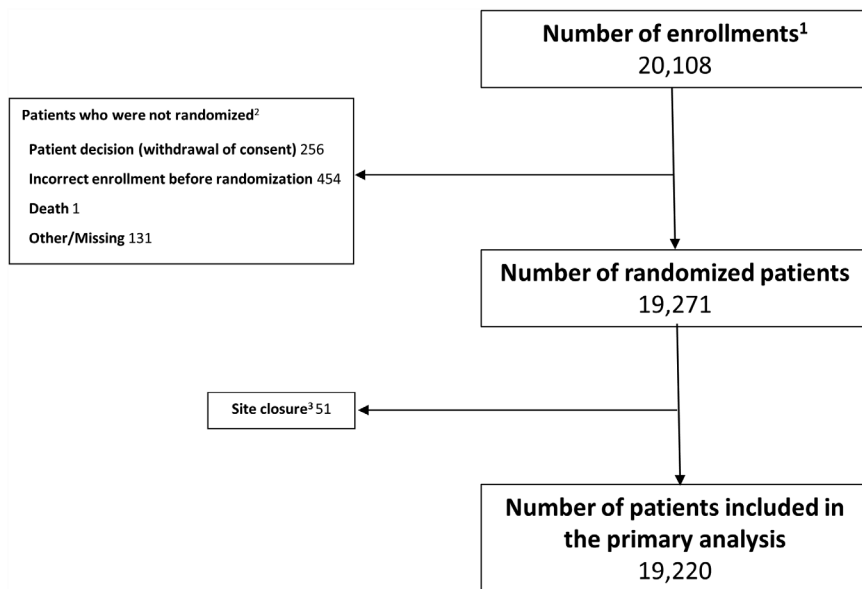 Number of enrollments¹
20,108
Patients who were not randomized²
Patient decision (withdrawal of consent) 256
Incorrect enrollment before randomization 454
Death 1
Other/Missing 131
Number of randomized patients
19,271
Site closure³ 51
Number of patients included in
the primary analysis
19,220